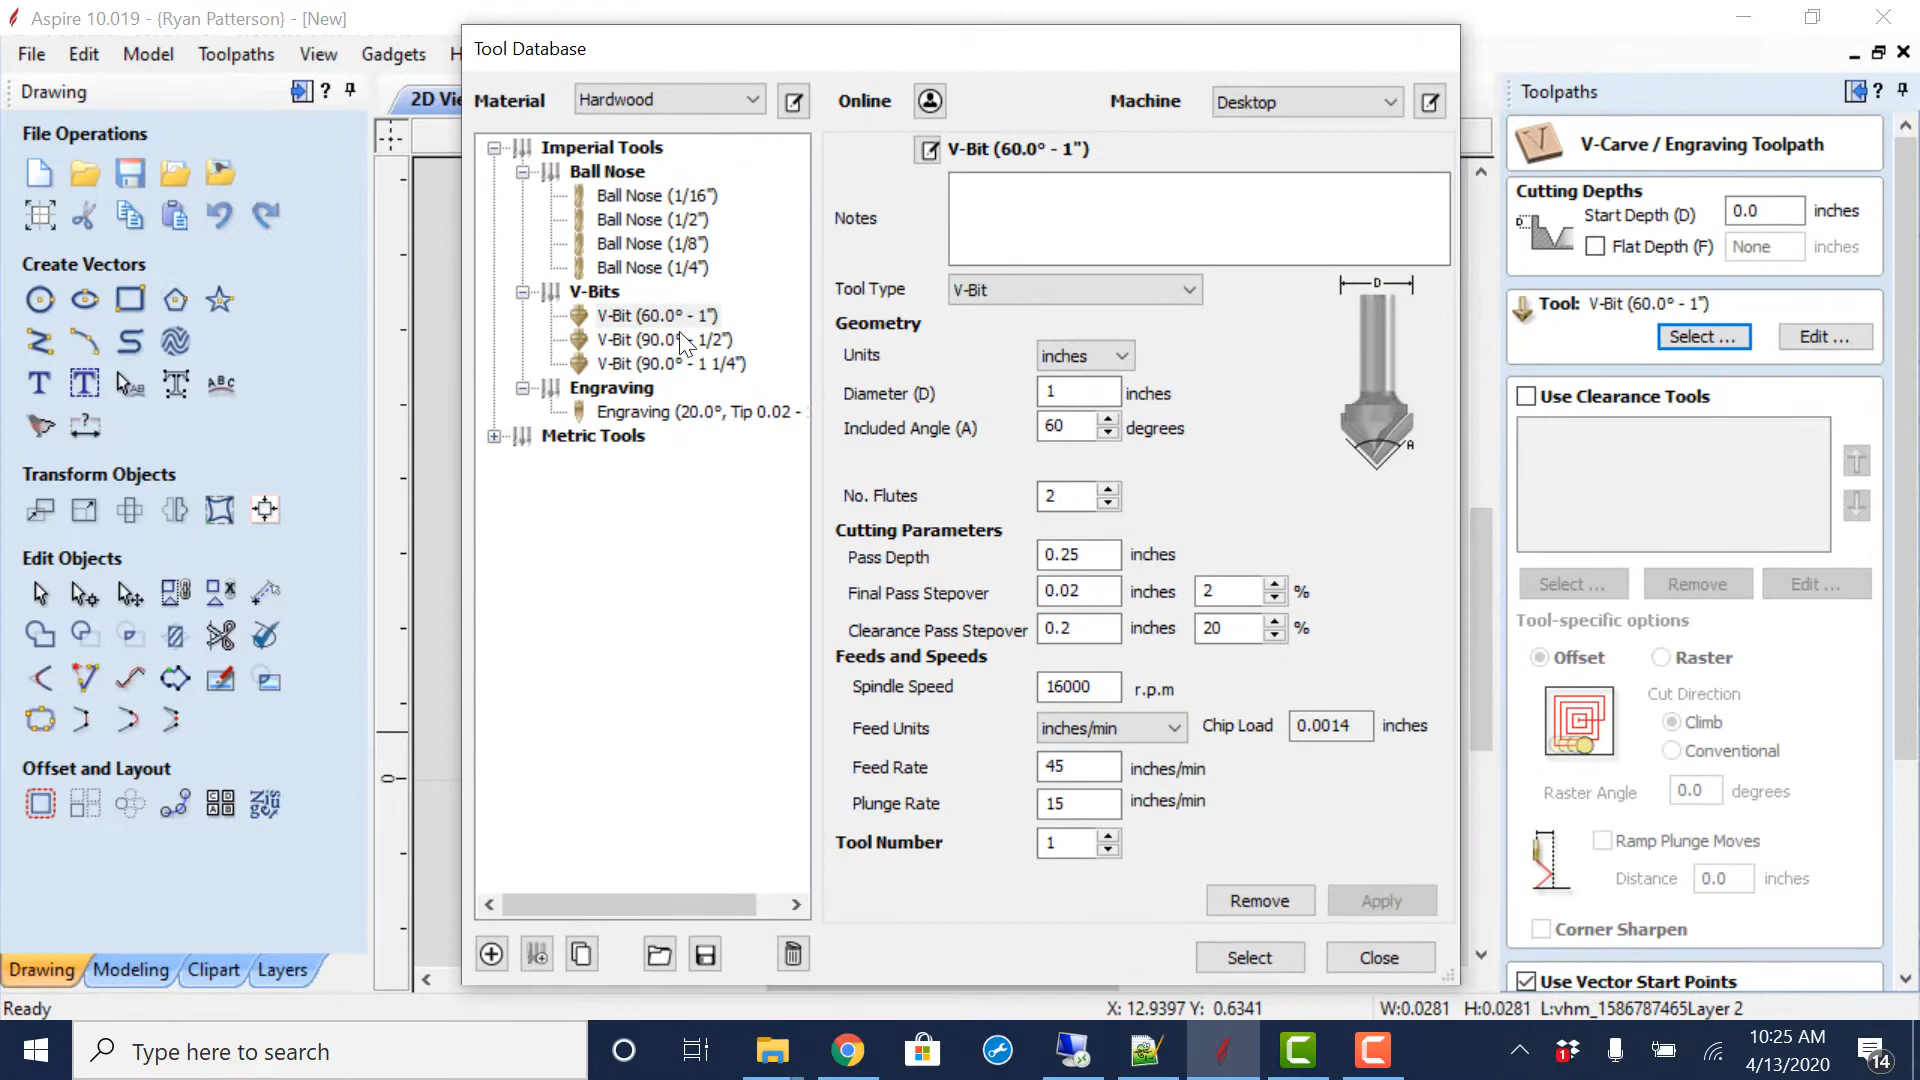 Aspire 10.019 - {Ryan Patterson} - [New]
File Edit Model Toolpaths View Gadgets H
Drawing
File Operations
Create Vectors
Transform Objects
Edit Objects
Offset and Layout
Drawing Modeling Clipart Layers
Ready
2D Vie
0
Tool Database
Material Hardwood Online Machine Desktop
Imperial Tools
Ball Nose
Ball Nose (1/16")
Ball Nose (1/2")
Ball Nose (1/8")
Ball Nose (1/4")
V-Bits
V-Bit (60.0° - 1")
V-Bit (90.0° - 1/2")
V-Bit (90.0° - 1 1/4")
Engraving
Engraving (20.0°, Tip 0.02 -
Metric Tools
V-Bit (60.0° - 1")
Notes
Tool Type V-Bit
Geometry
Units inches
Diameter (D) 1 inches
Included Angle (A) 60 degrees
D
A
No. Flutes 2
Cutting Parameters
Pass Depth 0.25 inches
Final Pass Stepover 0.02 inches 2 %
Clearance Pass Stepover 0.2 inches 20 %
Feeds and Speeds
Spindle Speed 16000 r.p.m
Feed Units inches/min Chip Load 0.0014 inches
Feed Rate 45 inches/min
Plunge Rate 15 inches/min
Tool Number 1
Remove Apply
Select Close
Toolpaths
V-Carve / Engraving Toolpath
Cutting Depths
Start Depth (D) 0.0 inches
D
Flat Depth (F) None inches
Tool: V-Bit (60.0° - 1")
Select ... Edit ...
Use Clearance Tools
Select ... Remove Edit ...
Tool-specific options
Offset Raster
Cut Direction
Climb
Conventional
Raster Angle 0.0 degrees
Ramp Plunge Moves
Distance 0.0 inches
Corner Sharpen
Use Vector Start Points
X: 12.9397 Y: 0.6341 W:0.0281 H:0.0281 L:vhm_1586787465Layer 2
Type here to search
10:25 AM
4/13/2020
1
14